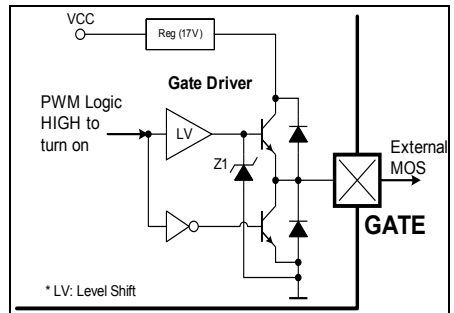 VCC
Reg (17V)
Gate Driver
PWM Logic
HIGH to
turn on
LV
Z1
External
MOS
GATE
* LV: Level Shift